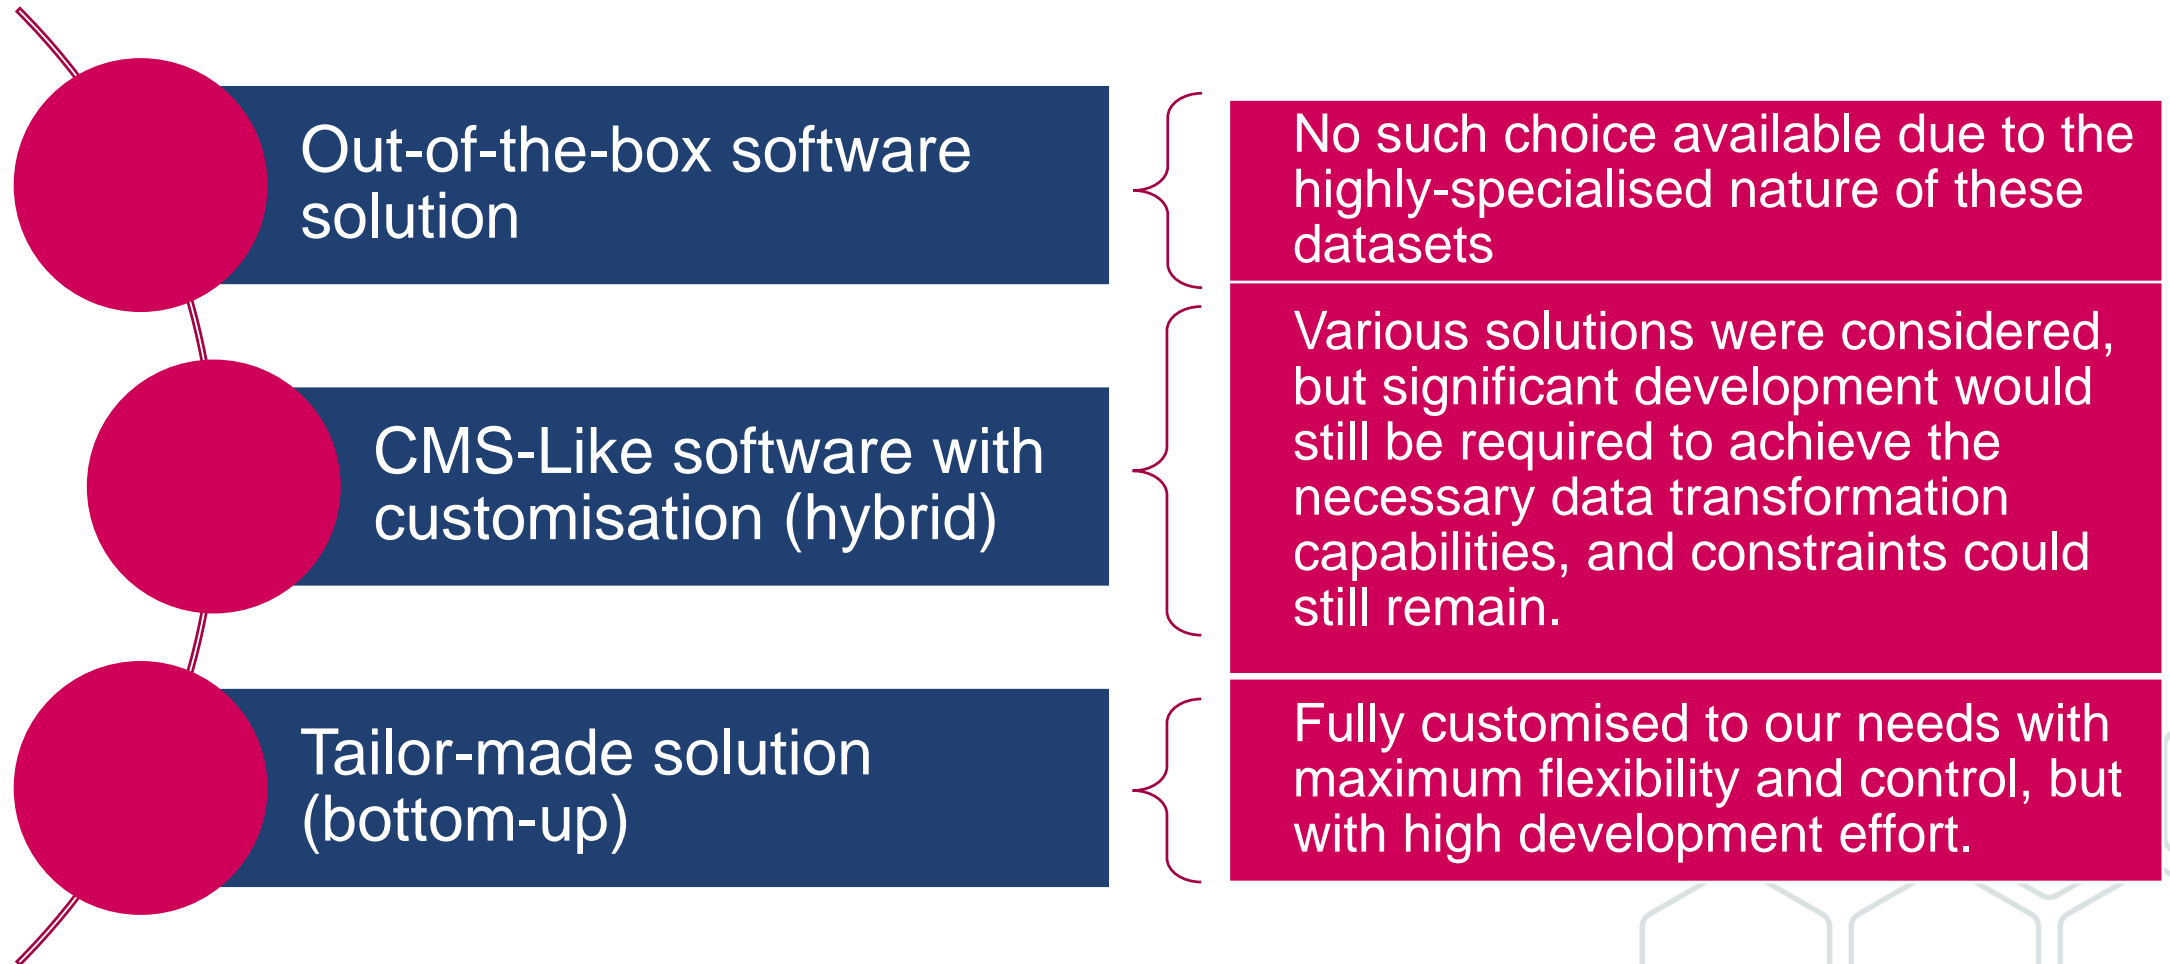 Out-of-the-box software
solution
No such choice available due to the
highly-specialised nature of these
datasets
CMS-Like software with
customisation (hybrid)
Various solutions were considered,
but significant development would
still be required to achieve the
necessary data transformation
capabilities, and constraints could
still remain.
Tailor-made solution
(bottom-up)
Fully customised to our needs with
maximum flexibility and control, but
with high development effort.